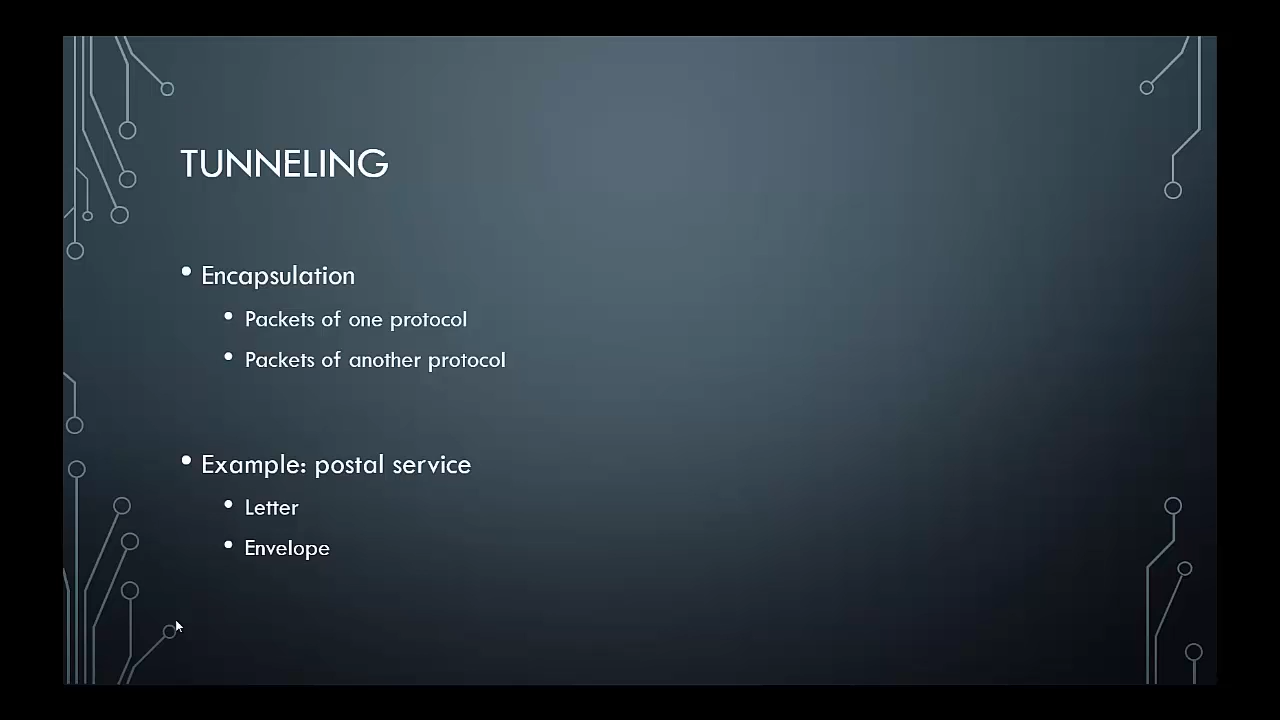 TUNNELING
• Encapsulation
• Packets of one protocol
• Packets of another protocol
• Example: postal service
• Letter
• Envelope